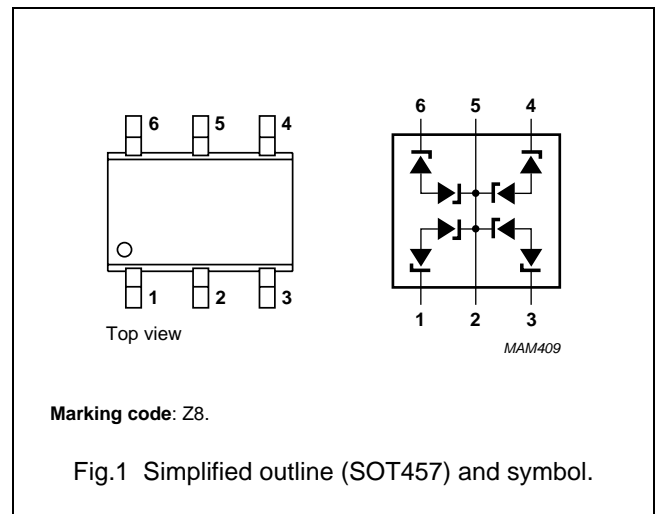 6 5 4
1 2 3
Top view
6 5 4
1 2 3
MAM409
Marking code: Z8.
Fig.1 Simplified outline (SOT457) and symbol.